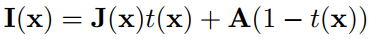 I(x) = J(x)t(x) + A(1 − t(x))